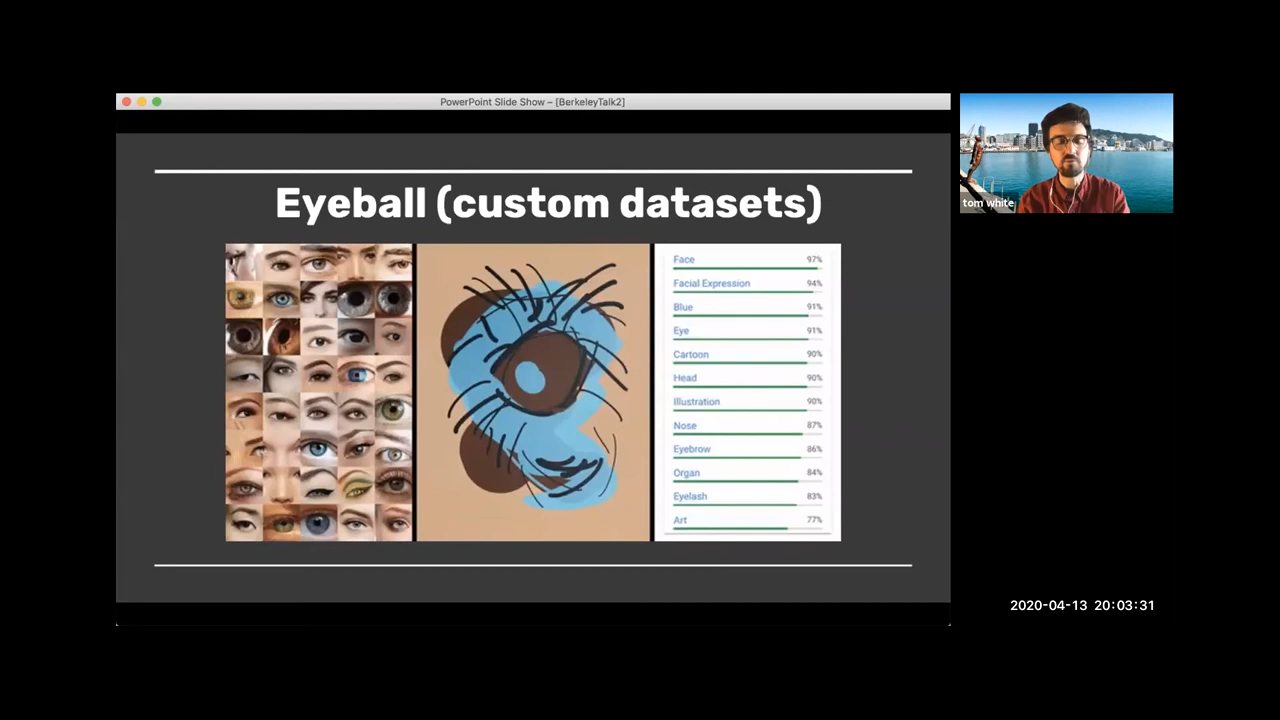 PowerPoint Slide Show – [BerkeleyTalk2]
Eyeball (custom datasets)
Face 97%
Facial Expression 94%
Blue 91%
Eye 91%
Cartoon 90%
Head 90%
Illustration 90%
Nose 87%
Eyebrow 86%
Organ 84%
Eyelash 83%
Art 77%
tom white
2020-04-13 20:03:31